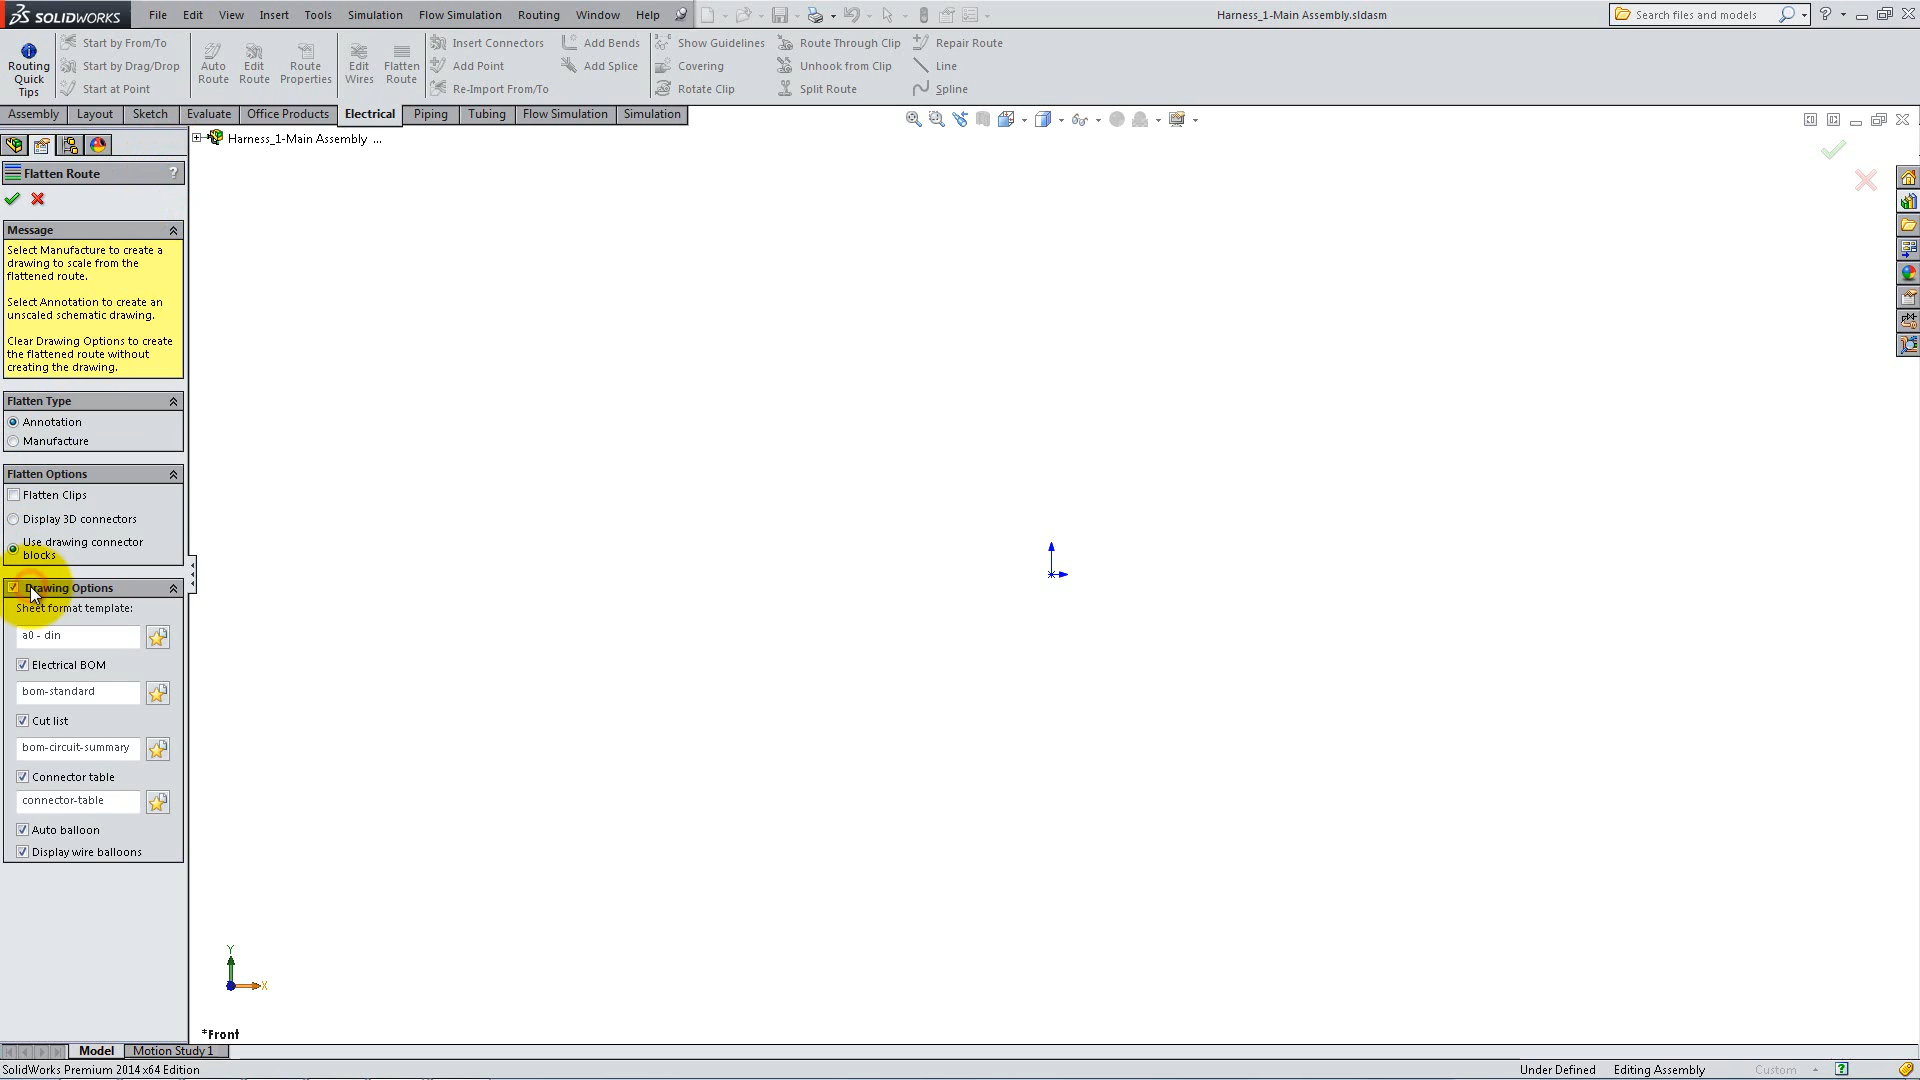 SOLIDWORKS File Edit View Insert Tools Simulation Flow Simulation Routing Window Help Harness_1-Main Assembly.sldasm Search files and models
Routing Quick Tips
Start by From/To
Start by Drag/Drop
Start at Point
Auto Route
Edit Route
Route Properties
Edit Wires
Flatten Route
Insert Connectors
Add Point
Re-Import From/To
Add Bends
Add Splice
Show Guidelines
Covering
Rotate Clip
Route Through Clip
Unhook from Clip
Split Route
Repair Route
Line
Spline
Assembly Layout Sketch Evaluate Office Products Electrical Piping Tubing Flow Simulation Simulation
Harness_1-Main Assembly ...
Flatten Route ?
Message
Select Manufacture to create a
drawing to scale from the
flattened route.
Select Annotation to create an
unscaled schematic drawing.
Clear Drawing Options to create
the flattened route without
creating the drawing.
Flatten Type
Annotation
Manufacture
Flatten Options
Flatten Clips
Display 3D connectors
Use drawing connector
blocks
Drawing Options
Sheet format template:
a0 - din
Electrical BOM
bom-standard
Cut list
bom-circuit-summary
Connector table
connector-table
Auto balloon
Display wire balloons
Y
X
*Front
Model Motion Study 1
SolidWorks Premium 2014 x64 Edition Under Defined Editing Assembly Custom